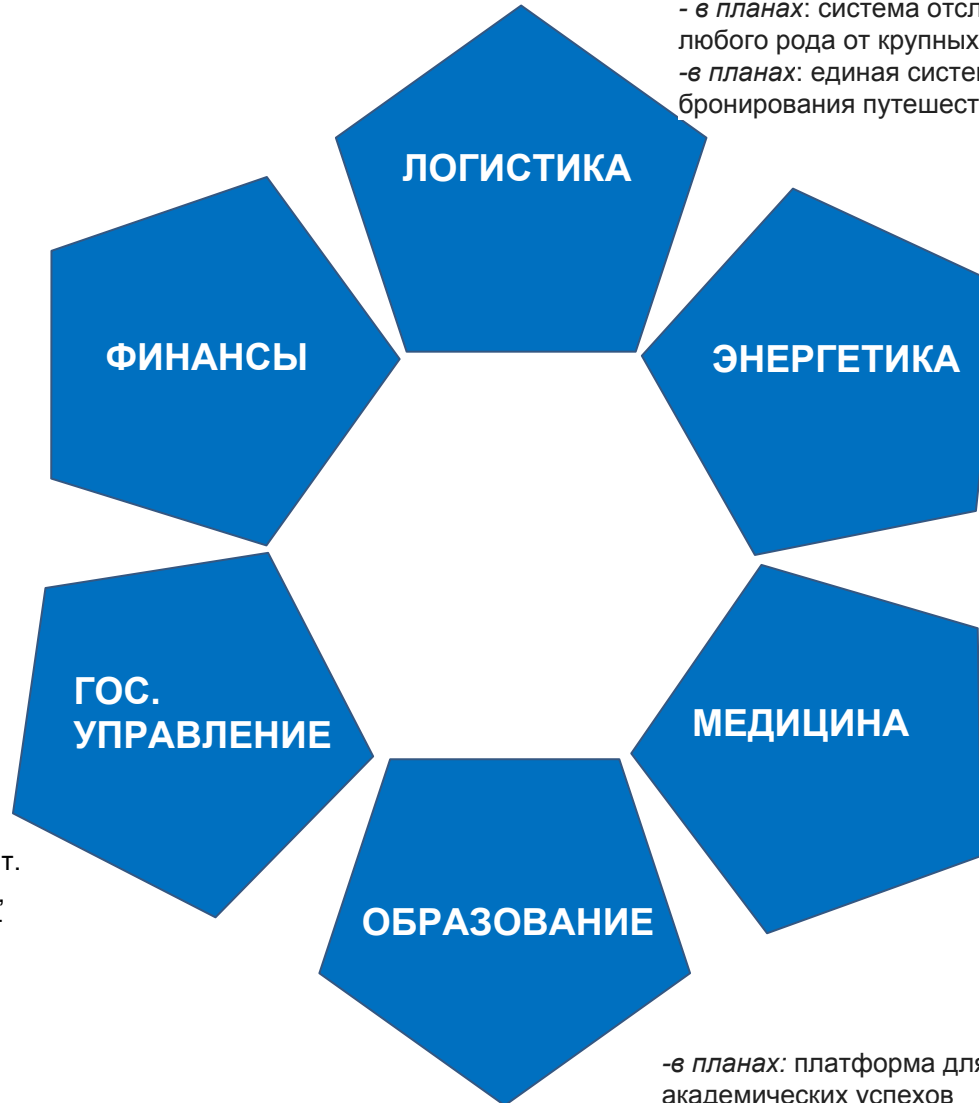 - в планах: система отсл
любого рода от крупных
-в планах: единая систем
бронирования путешест
ЛОГИСТИКА
ФИНАНСЫ
ЭНЕРГЕТИКА
ГОС.
УПРАВЛЕНИЕ
МЕДИЦИНА
т.
,
ОБРАЗОВАНИЕ
-в планах: платформа для
академических успехов